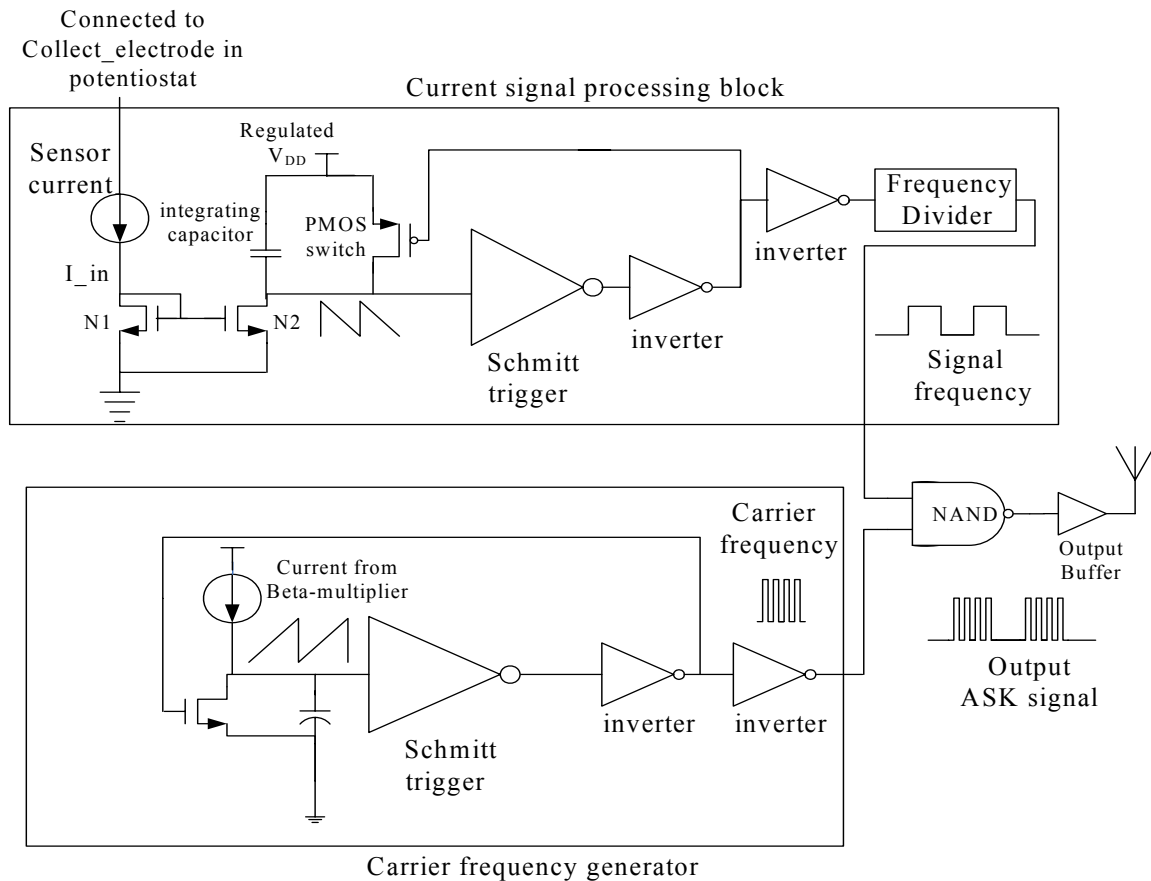 Connected to
Collect_electrode in
potentiostat
Current signal processing block
Regulated
VDD
Sensor
current
integrating
capacitor
PMOS
switch
Frequency
Divider
inverter
I_in
N1
N2
inverter
Schmitt
trigger
Signal
frequency
NAND
Output
Buffer
Carrier
frequency
Current from
Beta-multiplier
Output
ASK signal
inverter
inverter
Schmitt
trigger
Carrier frequency generator